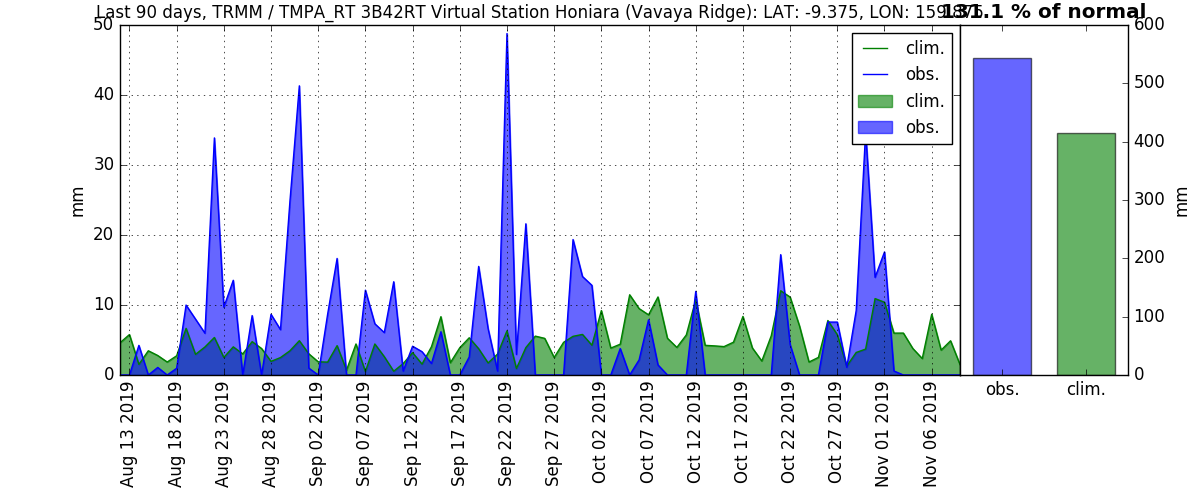 Last 90 days, TRMM / TMPA_RT 3B42RT Virtual Station Honiara (Vavaya Ridge): LAT: -9.375, LON:
131.1 % of normal
50
40
30
20
10
0
mm
clim.
obs.
clim.
obs.
600
500
400
300
200
100
0
mm
obs.
clim.
Aug 13 2019
Aug 18 2019
Aug 23 2019
Aug 28 2019
Sep 02 2019
Sep 07 2019
Sep 12 2019
Sep 17 2019
Sep 22 2019
Sep 27 2019
Oct 02 2019
Oct 07 2019
Oct 12 2019
Oct 17 2019
Oct 22 2019
Oct 27 2019
Nov 01 2019
Nov 06 2019